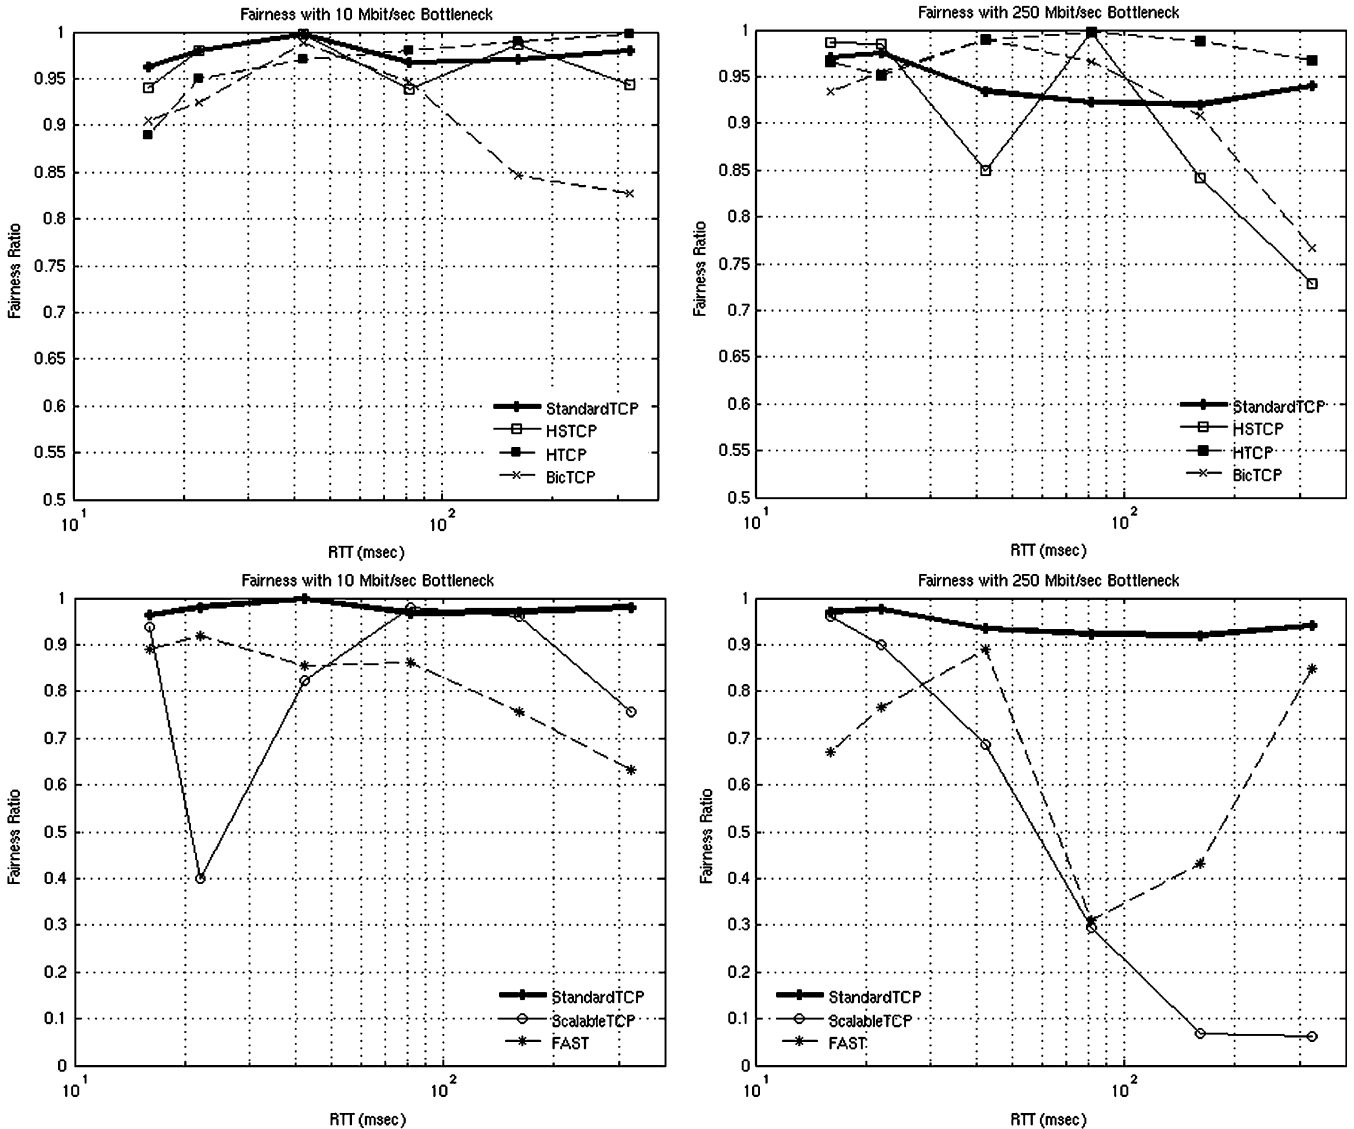 Fairness with 10 Mbit/sec Bottleneck
1
0.95
0.9
0.85
0.8
0.75
0.7
0.65
0.6
0.55
0.5
Fairness Ratio
StandardTCP
HSTCP
HTCP
BicTCP
10^1
10^2
RTT (msec)
Fairness with 250 Mbit/sec Bottleneck
1
0.95
0.9
0.85
0.8
0.75
0.7
0.65
0.6
0.55
0.5
Fairness Ratio
StandardTCP
HSTCP
HTCP
BicTCP
10^1
10^2
RTT (msec)
Fairness with 10 Mbit/sec Bottleneck
1
0.9
0.8
0.7
0.6
0.5
0.4
0.3
0.2
0.1
0
Fairness Ratio
StandardTCP
ScalableTCP
FAST
10^1
10^2
RTT (msec)
Fairness with 250 Mbit/sec Bottleneck
1
0.9
0.8
0.7
0.6
0.5
0.4
0.3
0.2
0.1
0
Fairness Ratio
StandardTCP
ScalableTCP
FAST
10^1
10^2
RTT (msec)